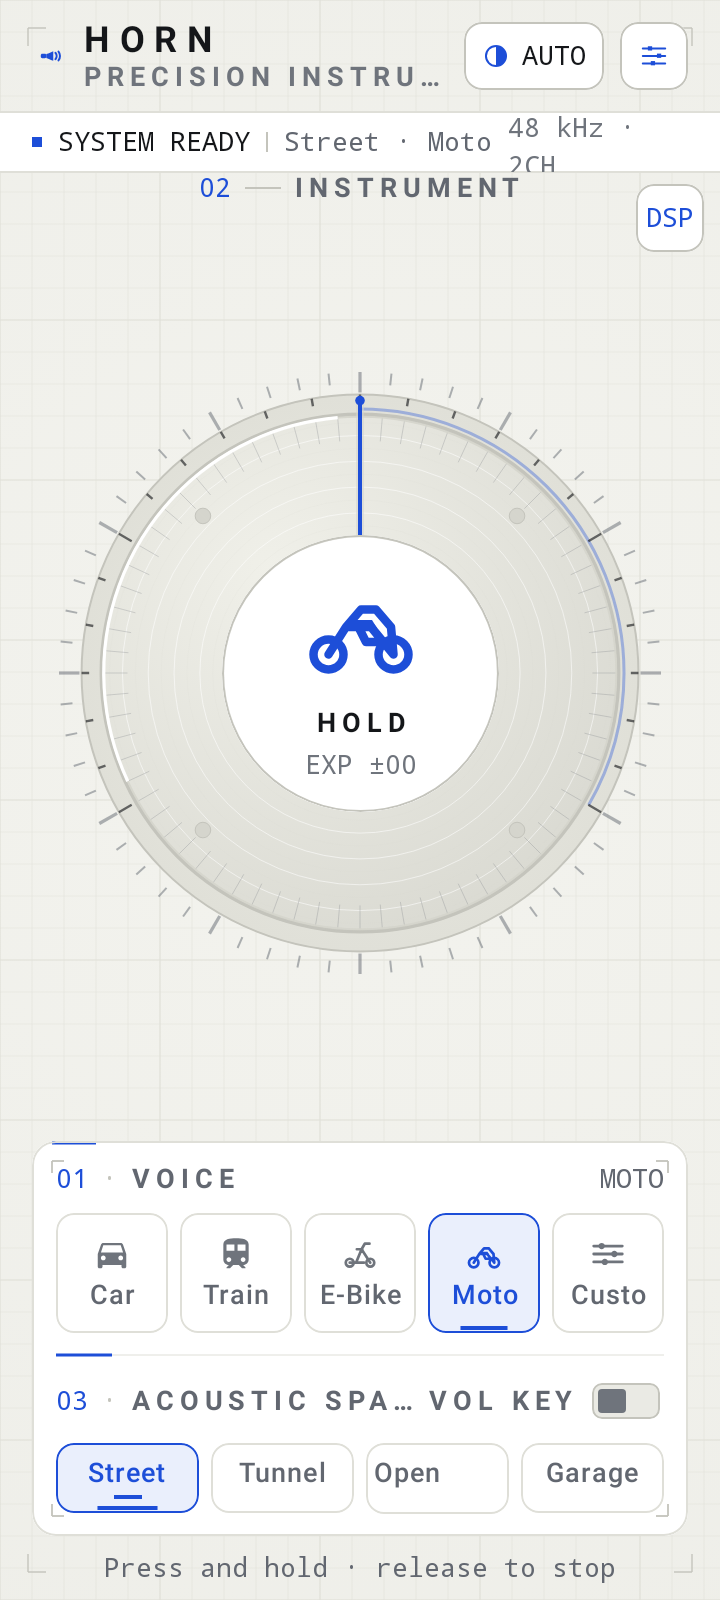 HORN
PRECISION INSTRU…
AUTO
SYSTEM READY
Street · Moto
48 kHz ·
2CH
02 — INSTRUMENT
DSP
HOLD
EXP ±00
01 · VOICE
MOTO
Car
Train
E-Bike
Moto
Custo
03 · ACOUSTIC SPA…
VOL KEY
Street
Tunnel
Open
Garage
Press and hold · release to stop